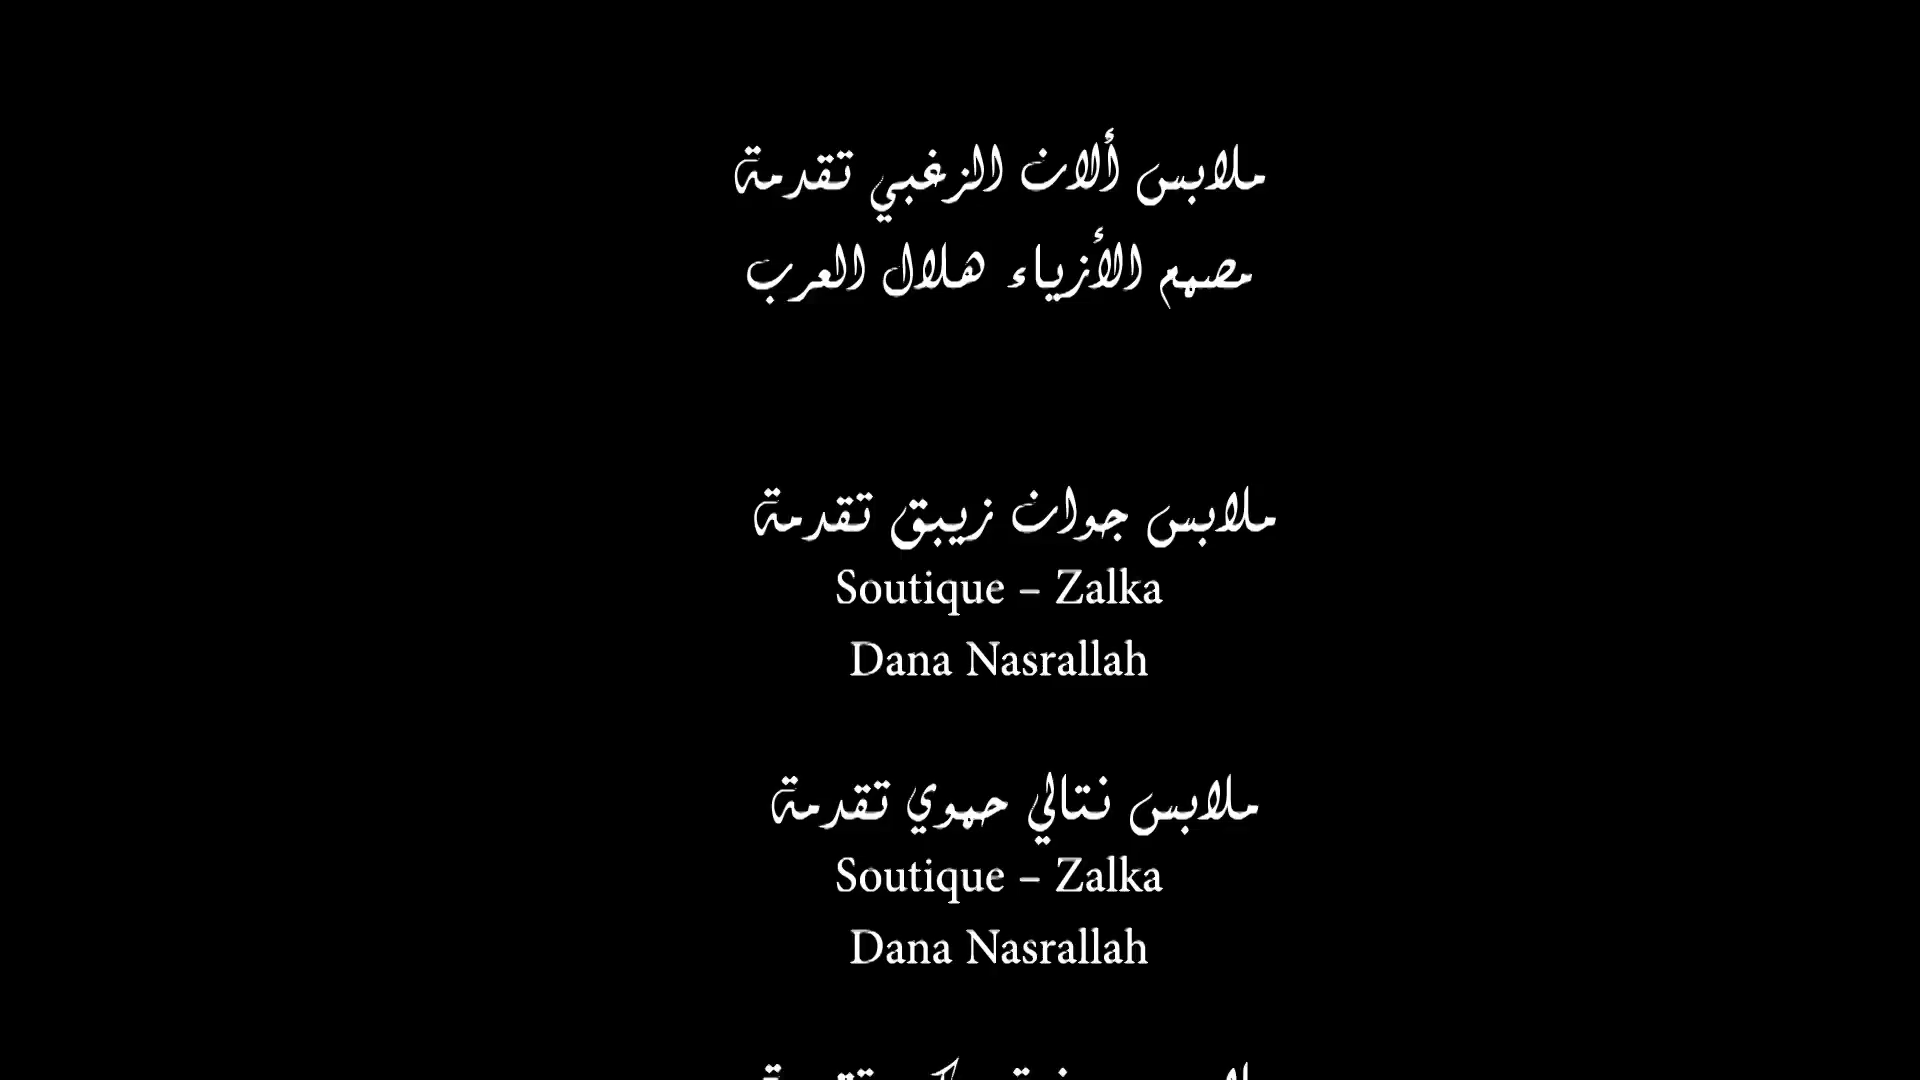 ملابس ألان الزغبي تقدمة
مصمم الأزياء هلال العرب
ملابس جوان زيبق تقدمة
Soutique – Zalka
Dana Nasrallah
ملابس نتالي حموي تقدمة
Soutique – Zalka
Dana Nasrallah